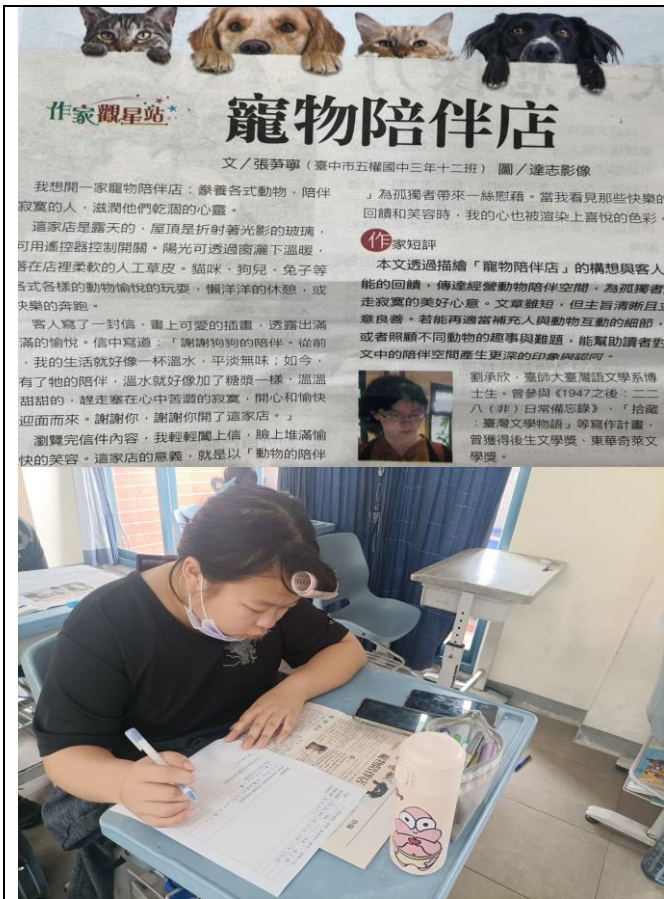 作家觀星站
寵物陪伴店
文／張芛寧（臺中市五權國中三年十二班） 圖／達志影像
我想開一家寵物陪伴店：豢養各式動物，陪伴
寂寞的人，滋潤他們乾涸的心靈。
這家店是露天的，屋頂是折射著光影的玻璃，
可用遙控器控制開關。陽光可透過窗灑下溫暖，
落在店裡柔軟的人工草皮。貓咪、狗兒、兔子等
各式各樣的動物愉悅的玩耍，懶洋洋的休憩，或
快樂的奔跑。
客人寫了一封信，畫上可愛的插畫，透露出滿
滿的愉悅。信中寫道：「謝謝狗狗的陪伴。從前
，我的生活就好像一杯溫水，平淡無味；如今，
有了牠的陪伴，溫水就好像加了糖漿一樣，溫溫
甜甜的，趕走塞在心中苦澀的寂寞，開心和愉快
迎面而來。謝謝你，謝謝你開了這家店。」
瀏覽完信件內容，我輕輕闔上信，臉上堆滿愉
快的笑容。這家店的意義，就是以「動物的陪伴
」為孤獨者帶來一絲慰藉。當我看見那些快樂的
回饋和笑容時，我的心也被渲染上喜悅的色彩。
作家短評
本文透過描繪「寵物陪伴店」的構想與客人
能的回饋，傳達經營動物陪伴空間，為孤獨者
走寂寞的美好心意。文章雖短，但主旨清晰且立
意良善。若能再適當補充人與動物互動的細節，
或者照顧不同動物的趣事與難題，能幫助讀者對
文中的陪伴空間產生更深的印象與認同。
劉承欣，臺師大臺灣語文學系博
士生。曾參與《1947之後：二二
八（非）日常備忘錄》、「拾藏
：臺灣文學物語」等寫作計畫，
曾獲得後生文學獎、東華奇萊文
學獎。
寵物陪伴店